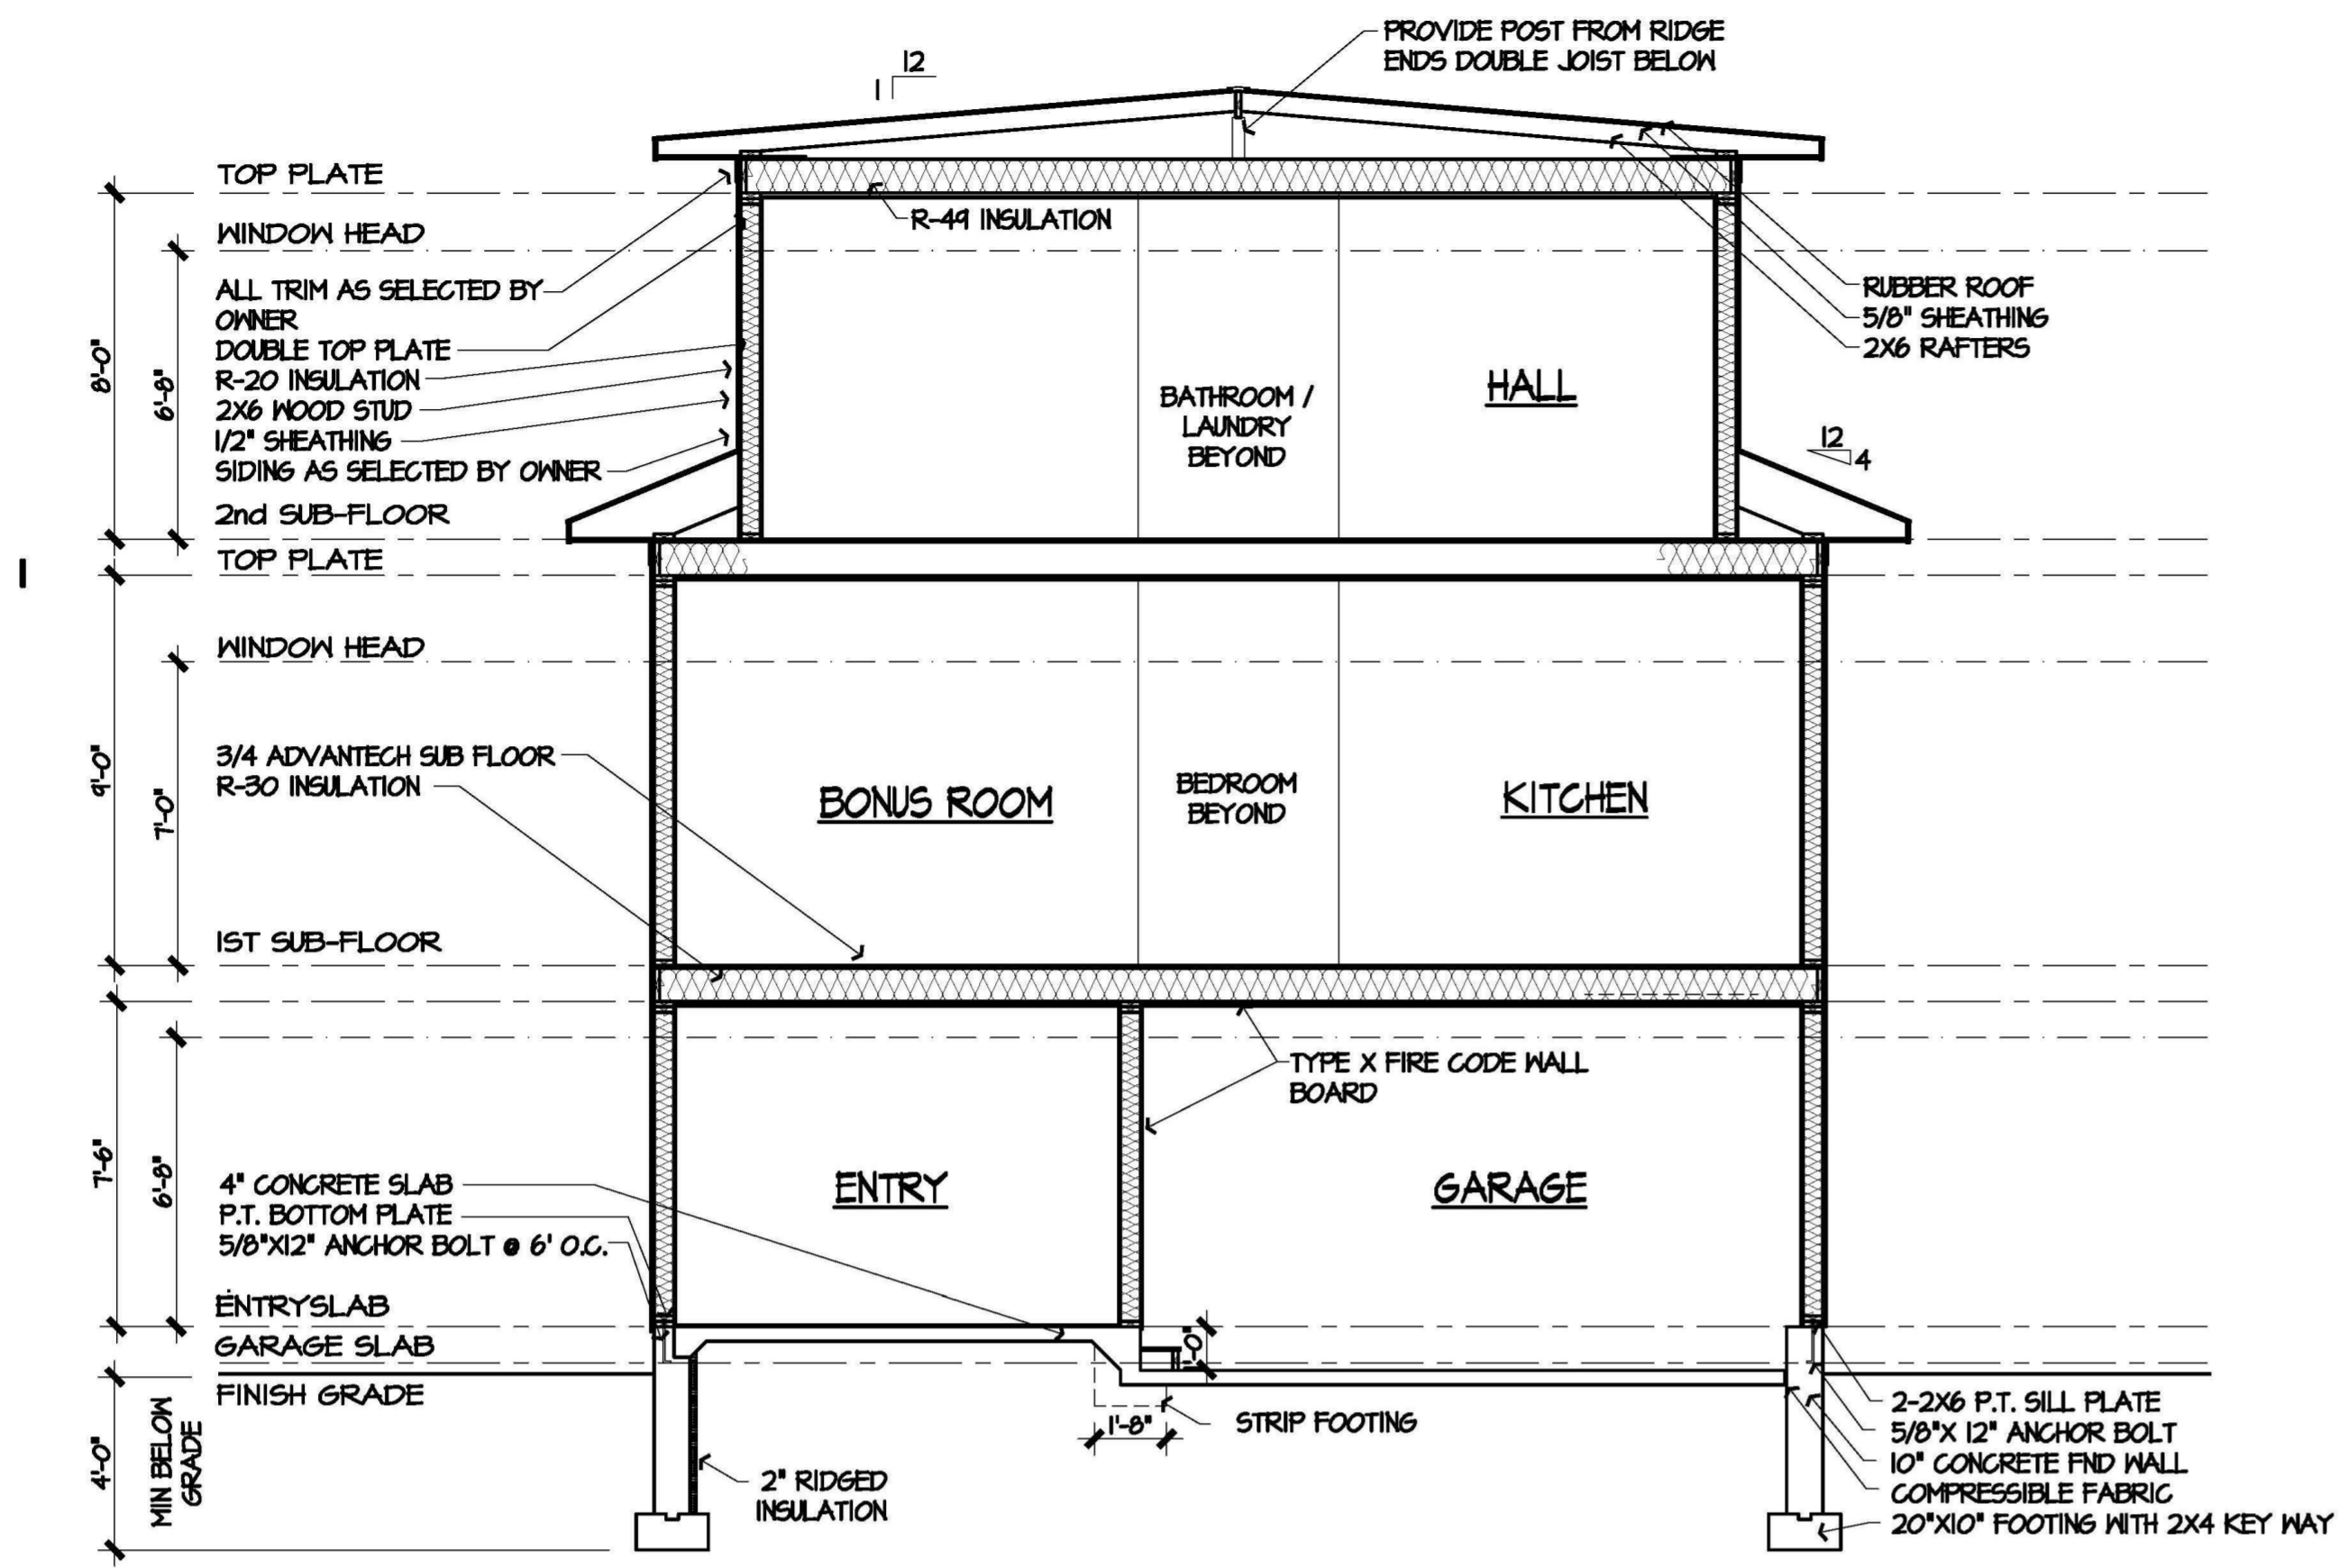 PROVIDE POST FROM RIDGE
ENDS DOUBLE JOIST BELOW
12
1
TOP PLATE
R-49 INSULATION
WINDOW HEAD
ALL TRIM AS SELECTED BY
OWNER
DOUBLE TOP PLATE
R-20 INSULATION
2X6 WOOD STUD
1/2" SHEATHING
SIDING AS SELECTED BY OWNER
8'-0"
6'-8"
RUBBER ROOF
5/8" SHEATHING
2X6 RAFTERS
BATHROOM /
LAUNDRY
BEYOND
HALL
12
4
2nd SUB-FLOOR
TOP PLATE
I
WINDOW HEAD
3/4 ADVANTECH SUB FLOOR
R-30 INSULATION
9'-0"
7'-0"
BONUS ROOM
BEDROOM
BEYOND
KITCHEN
1ST SUB-FLOOR
TYPE X FIRE CODE WALL
BOARD
7'-6"
6'-8"
4" CONCRETE SLAB
P.T. BOTTOM PLATE
5/8"X12" ANCHOR BOLT @ 6' O.C.
ENTRY
GARAGE
ENTRYSLAB
GARAGE SLAB
1'-0"
FINISH GRADE
4'-0"
MIN BELOW
GRADE
1'-8"
STRIP FOOTING
2" RIDGED
INSULATION
2-2X6 P.T. SILL PLATE
5/8"X 12" ANCHOR BOLT
10" CONCRETE FND WALL
COMPRESSIBLE FABRIC
20"X10" FOOTING WITH 2X4 KEY WAY